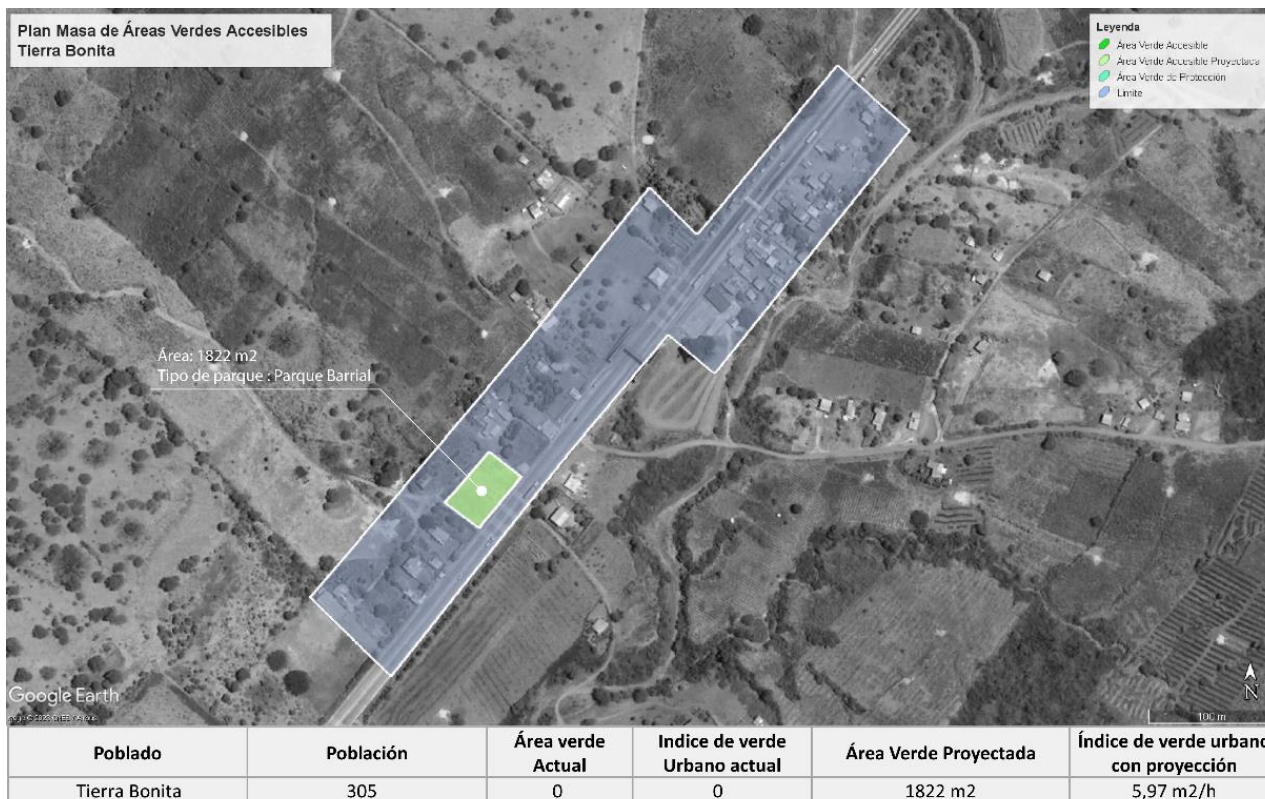 Plan Masa de Áreas Verdes Accesibles
Tierra Bonita
Leyenda
Área Verde Accesible
Área Verde Accesible Proyectada
Área Verde de Protección
Limite
Área: 1822 m2
Tipo de parque : Parque Barrial
Google Earth
N
100 m
Poblado
Población
Área verde
Actual
Indice de verde
Urbano actual
Área Verde Proyectada
Índice de verde urbano
con proyección
Tierra Bonita
305
0
0
1822 m2
5,97 m2/h